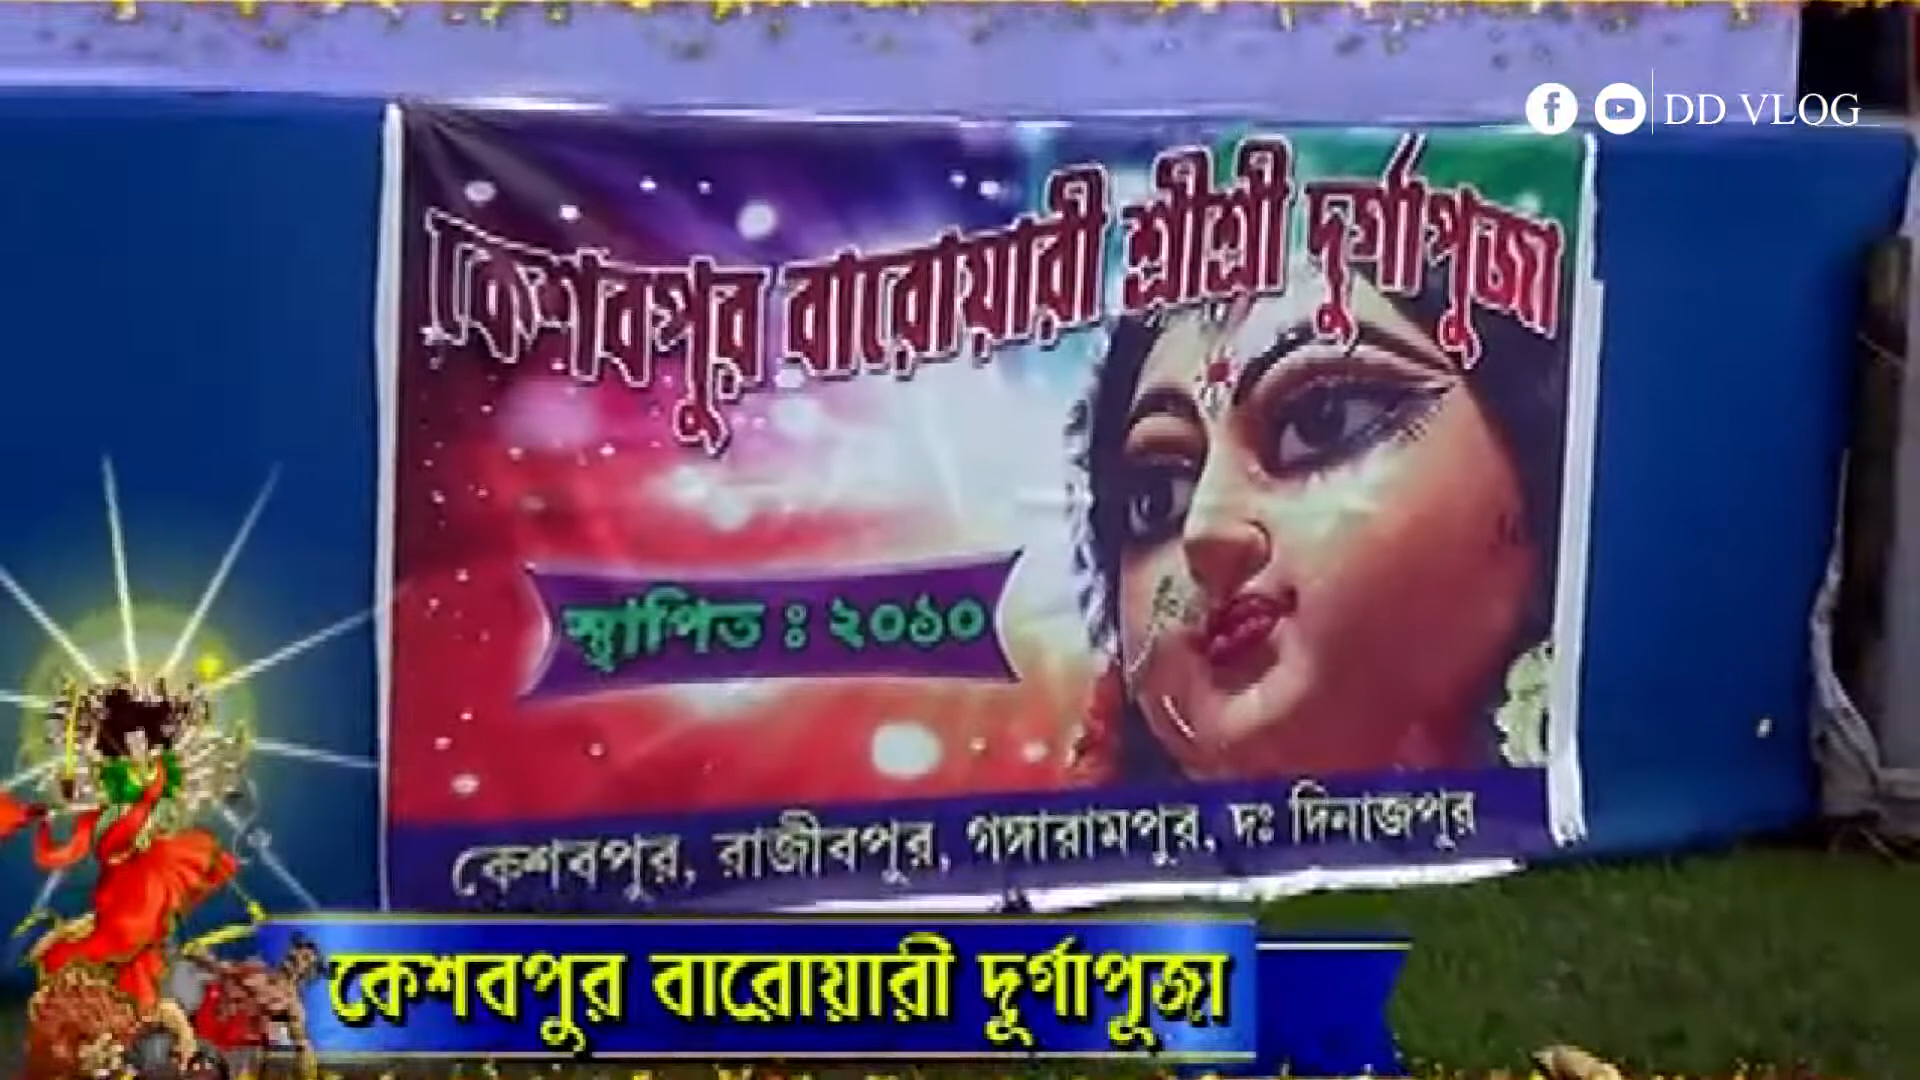 DD VLOG
কেশবপুর বারোয়ারী শ্রীশ্রী দুর্গাপুজা
স্থাপিত ঃ ২০১০
কেশবপুর, রাজীবপুর, গঙ্গারামপুর, দঃ দিনাজপুর
কেশবপুর বারোয়ারী দূর্গাপূজা